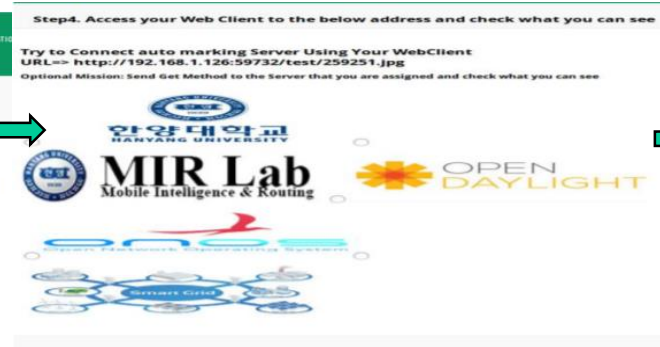 Step4. Access your Web Client to the below address and check what you can see
Try to Connect auto marking Server Using Your WebClient
URL=> http://192.168.1.126:59732/test/259251.jpg
Optional Mission: Send Get Method to the Server that you are assigned and check what you can see
한양대학교
HANYANG UNIVERSITY
MIR Lab
Mobile Intelligence & Routing
OPEN
DAYLIGHT
onos
Open Network Operating System
Smart Grid